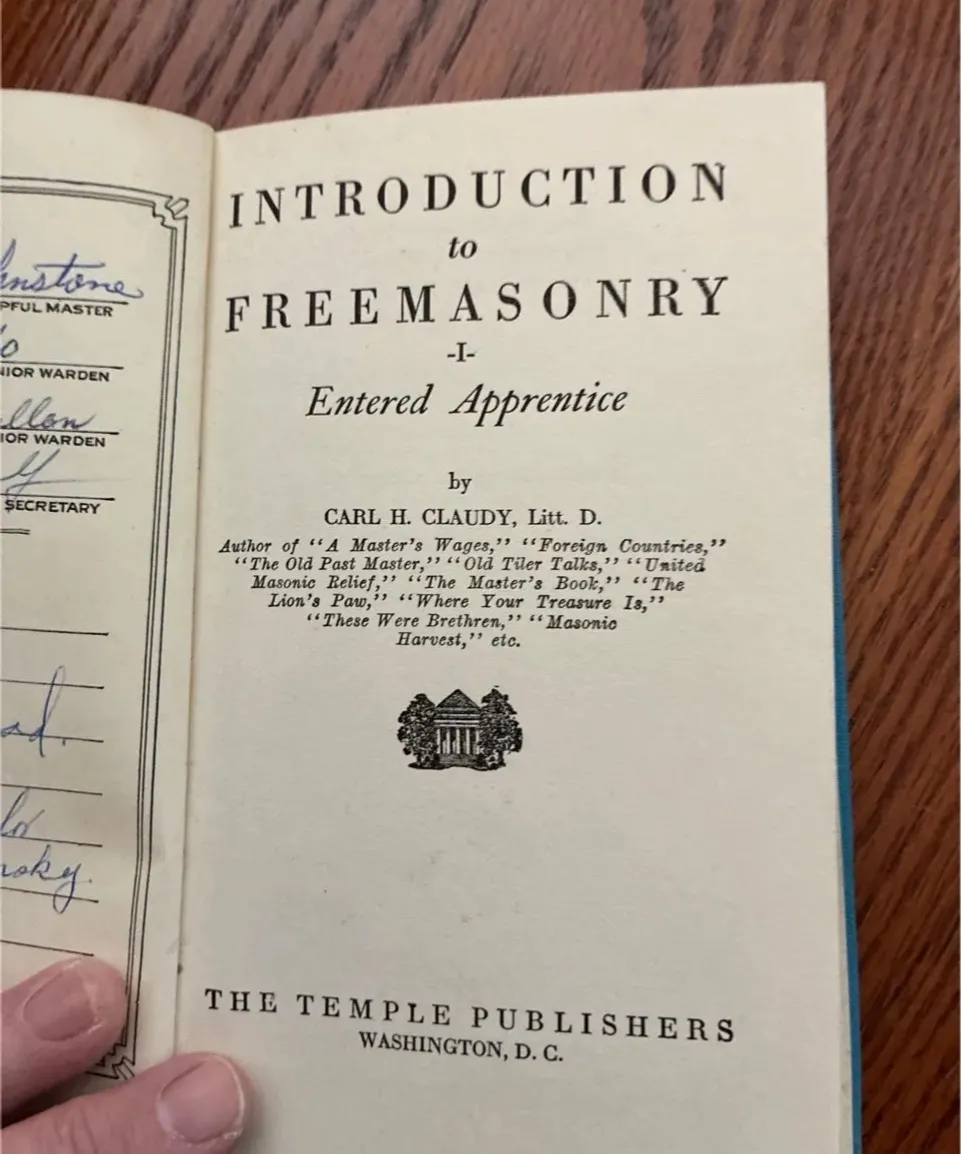 PFUL MASTER
NIOR WARDEN
IOR WARDEN
SECRETARY
INTRODUCTION
to
FREEMASONRY
-I-
Entered Apprentice
by
CARL H. CLAUDY, Litt. D.
Author of "A Master's Wages," "Foreign Countries,"
"The Old Past Master," "Old Tiler Talks," "United
Masonic Relief," "The Master's Book," "The
Lion's Paw," "Where Your Treasure Is,"
"These Were Brethren," "Masonic
Harvest," etc.
THE TEMPLE PUBLISHERS
WASHINGTON, D. C.